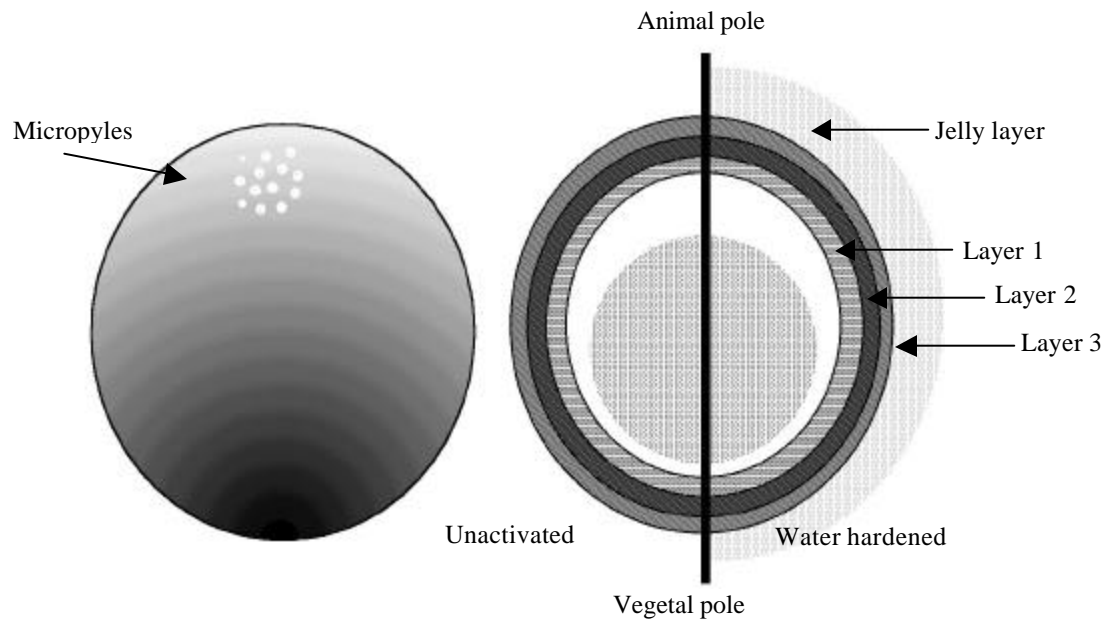 Animal pole
Micropyles
Jelly layer
Layer 1
Layer 2
Layer 3
Unactivated
Water hardened
Vegetal pole